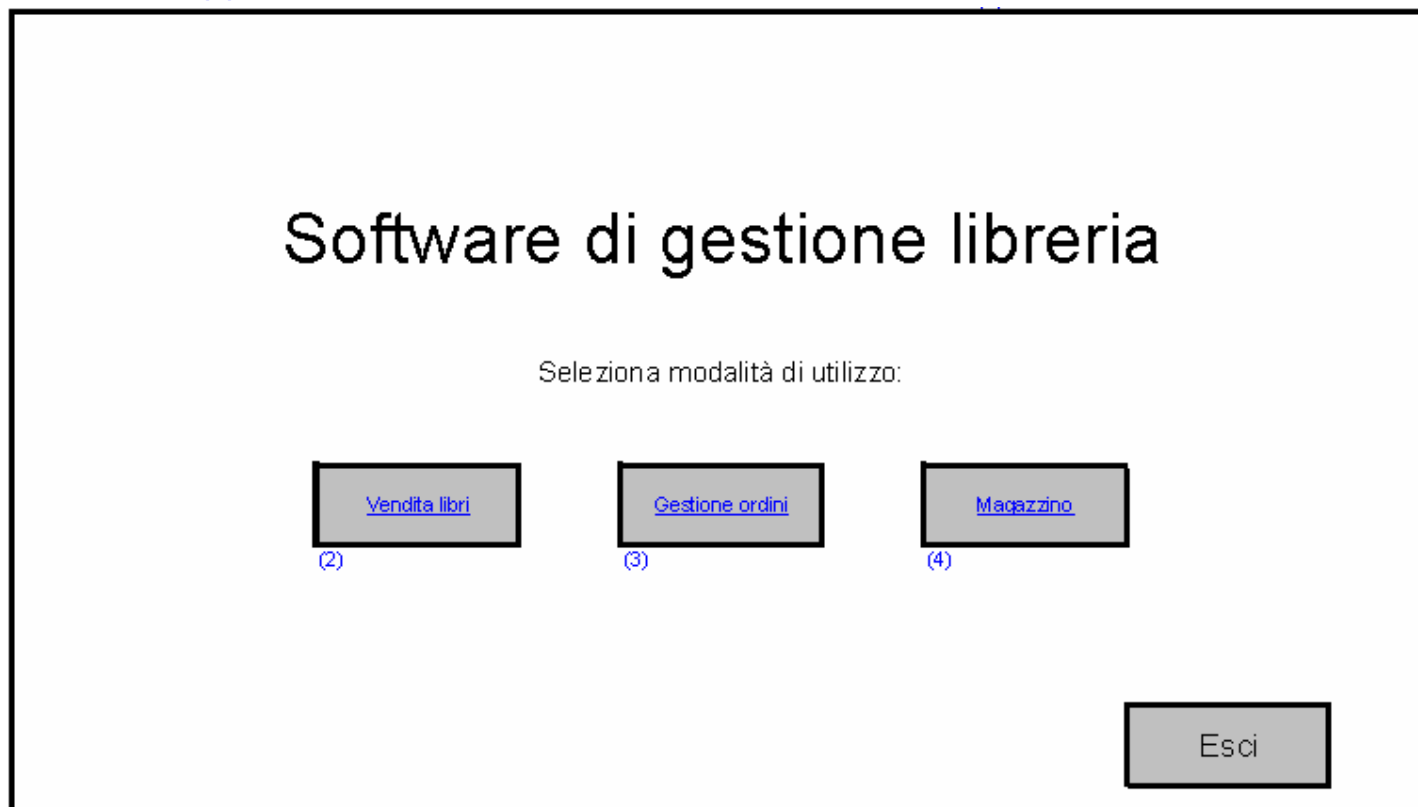 Software di gestione libreria
Seleziona modalità di utilizzo:
Vendita libri
(2)
Gestione ordini
(3)
Magazzino
(4)
Esci